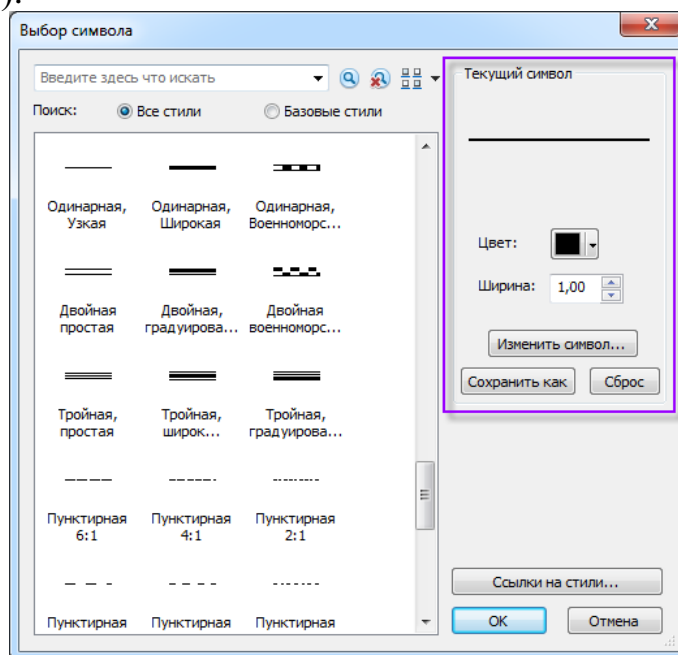 ).
Выбор символа
Введите здесь что искать
Поиск: Все стили Базовые стили
Одинарная, Узкая
Одинарная, Широкая
Одинарная, Военноморс...
Двойная простая
Двойная, градуирова...
Двойная военноморс...
Тройная, простая
Тройная, широк...
Тройная, градуирова...
Пунктирная 6:1
Пунктирная 4:1
Пунктирная 2:1
Пунктирная
Пунктирная
Пунктирная
Текущий символ
Цвет:
Ширина: 1,00
Изменить символ...
Сохранить как
Сброс
Ссылки на стили...
OK
Отмена